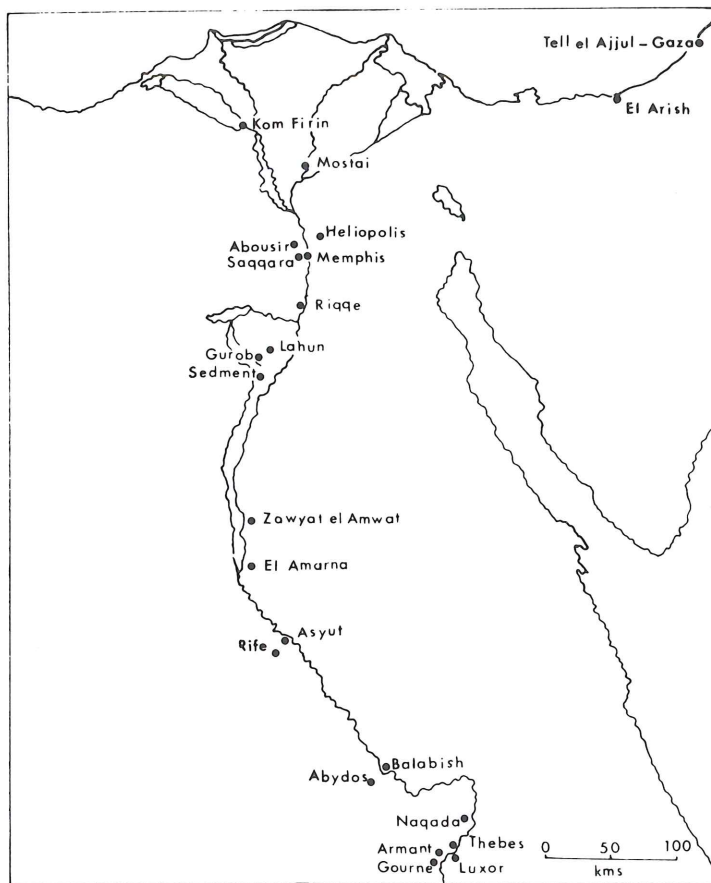 Tell el Ajjul – Gaza
El Arish
Kom Firin
Mostai
Heliopolis
Abousir
Saqqara
Memphis
Riqqe
Lahun
Gurob
Sedment
Zawyat el Amwat
El Amarna
Asyut
Rife
Balabish
Abydos
Naqada
Thebes
Armant
Gourne
Luxor
0 50 100
kms